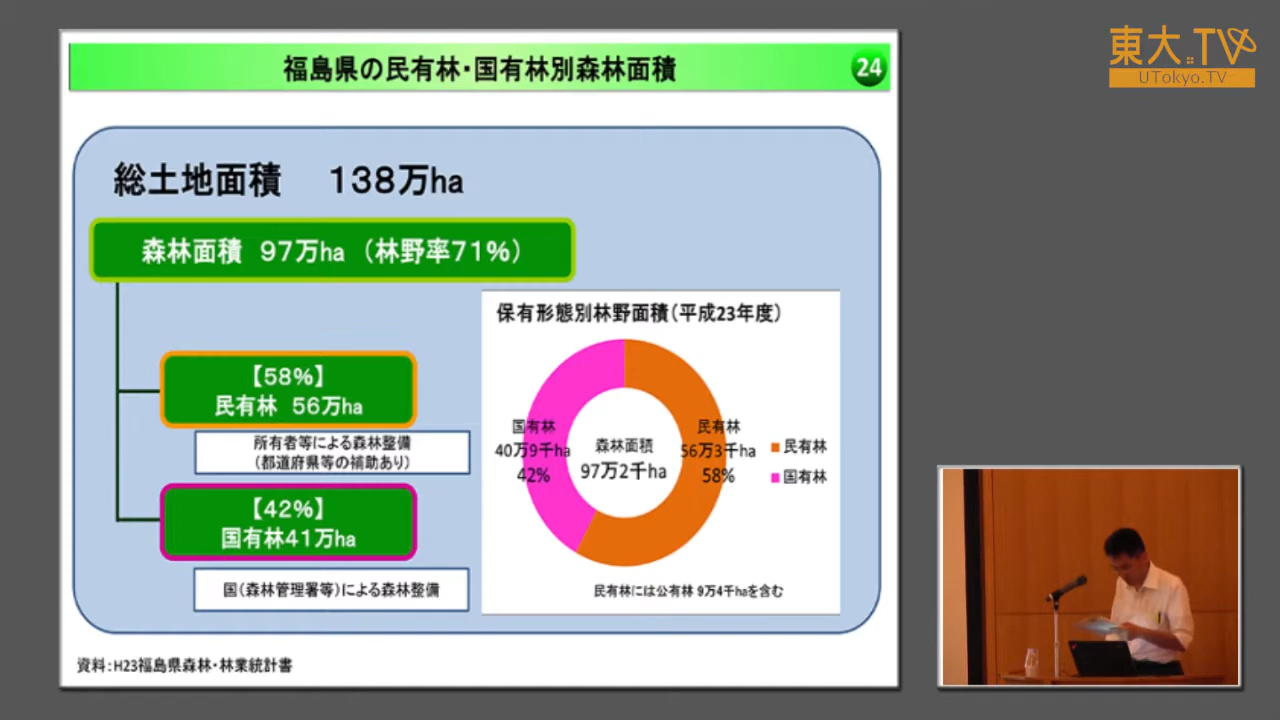 福島県の民有林・国有林別森林面積
24
東大.TV
UTokyo.TV
総土地面積 138万ha
森林面積 97万ha （林野率71%）
【58%】
民有林 56万ha
所有者等による森林整備
（都道府県等の補助あり）
【42%】
国有林41万ha
国（森林管理署等）による森林整備
保有形態別林野面積（平成23年度）
国有林
40万9千ha
42%
森林面積
97万2千ha
民有林
56万3千ha
58%
民有林
国有林
民有林には公有林 9万4千haを含む
資料：H23福島県森林・林業統計書